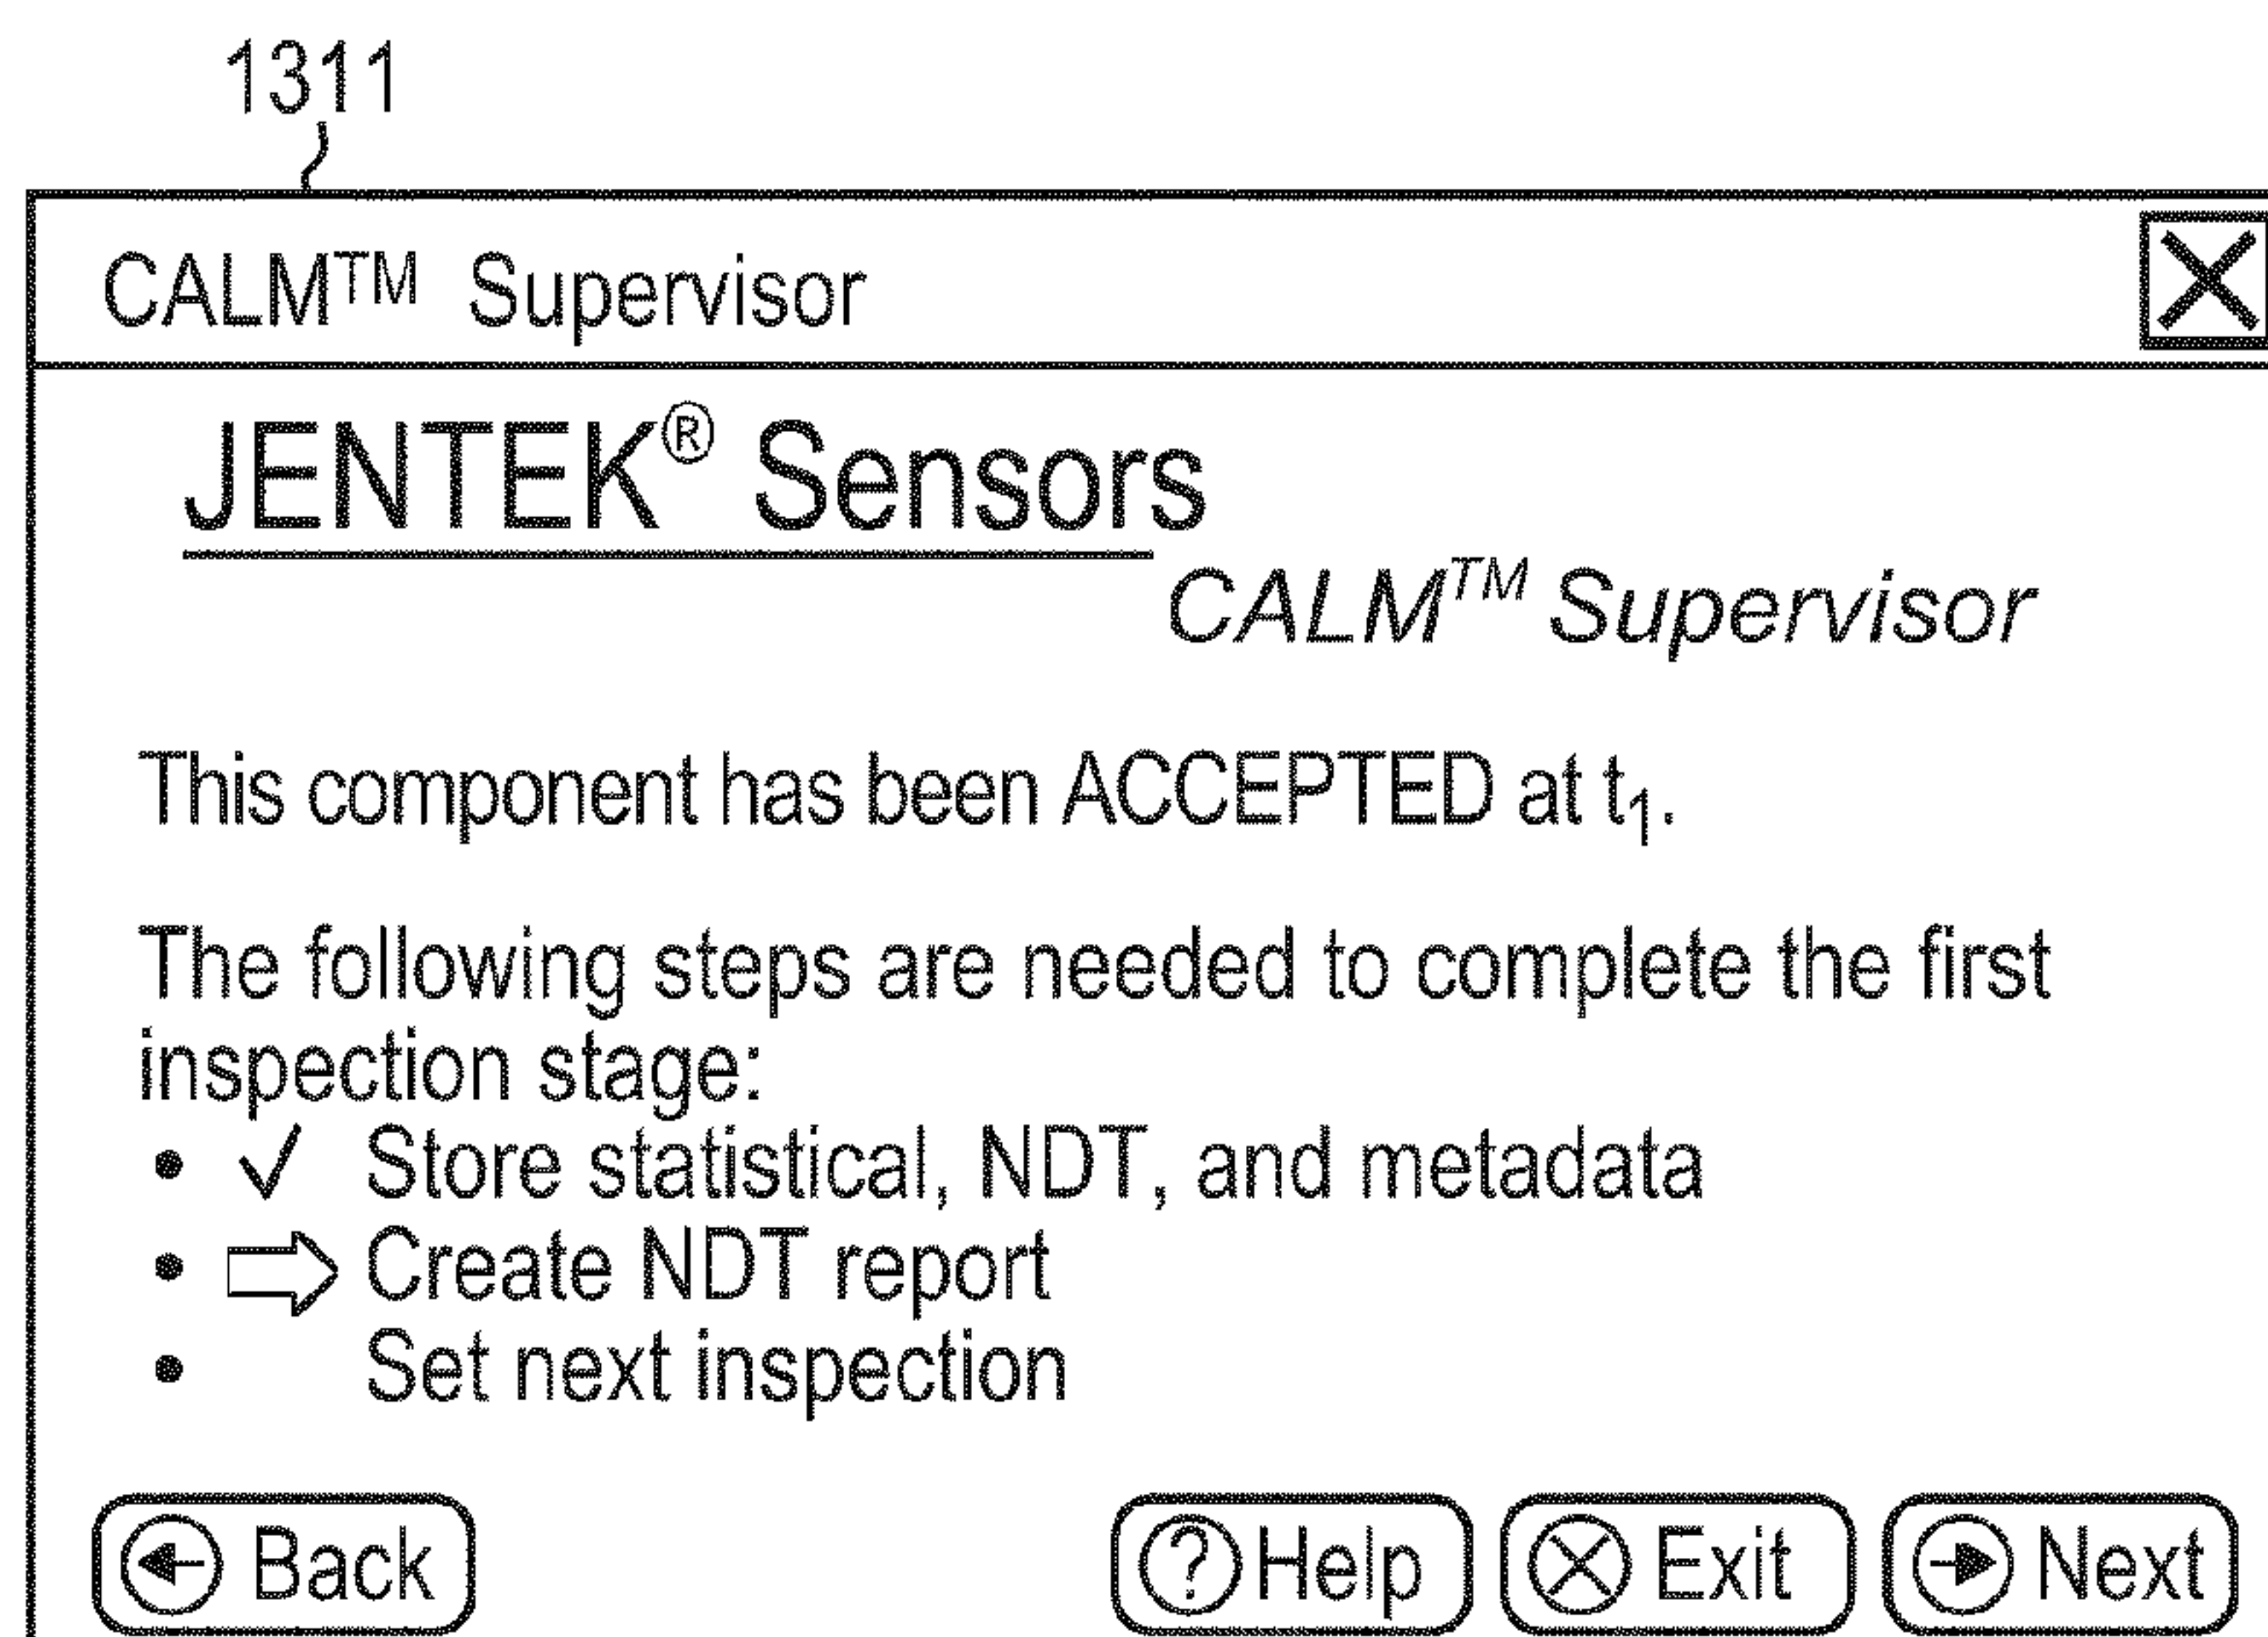 1311
CALM™ Supervisor
JENTEK® Sensors
CALM™ Supervisor
This component has been ACCEPTED at t₁.
The following steps are needed to complete the first
inspection stage:
• ✓ Store statistical, NDT, and metadata
• ⇨ Create NDT report
• Set next inspection
Back
? Help
Exit
Next